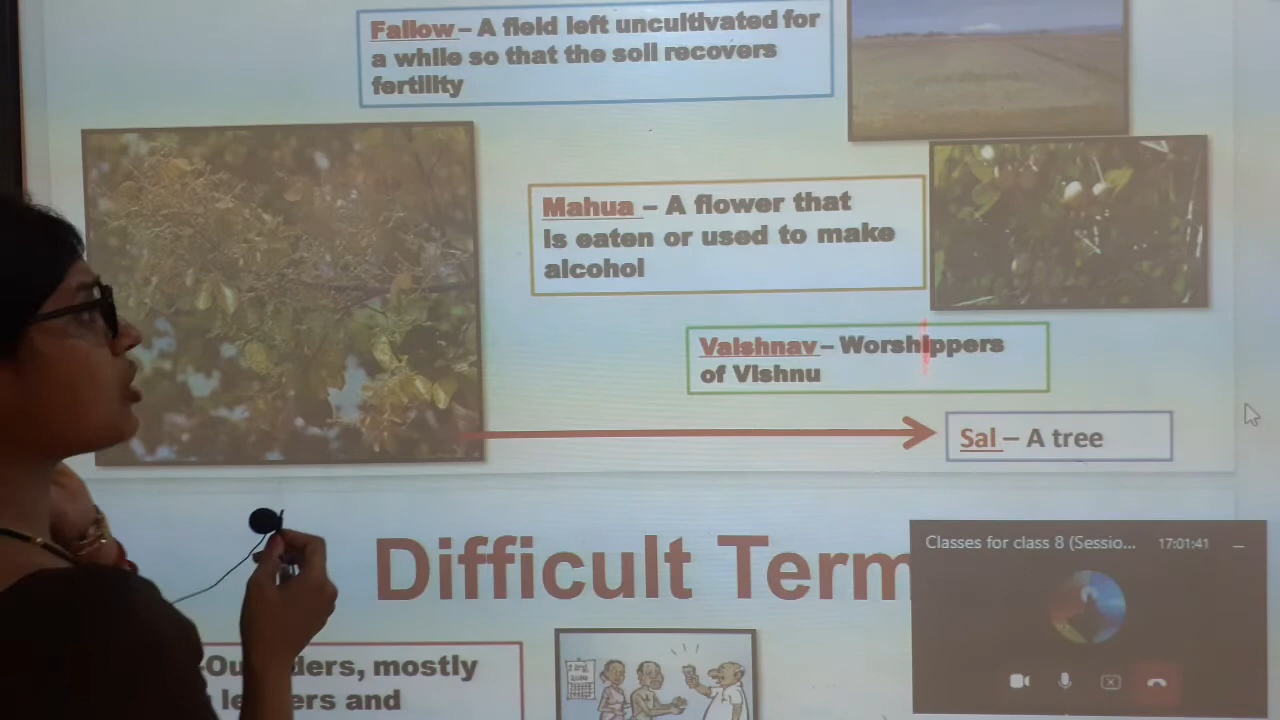 Fallow – A field left uncultivated for
a while so that the soil recovers
fertility
Mahua – A flower that
is eaten or used to make
alcohol
Vaishnav – Worshippers
of Vishnu
Sal – A tree
Difficult Term
Classes for class 8 (Sessio... 17:01:41
mostly
and